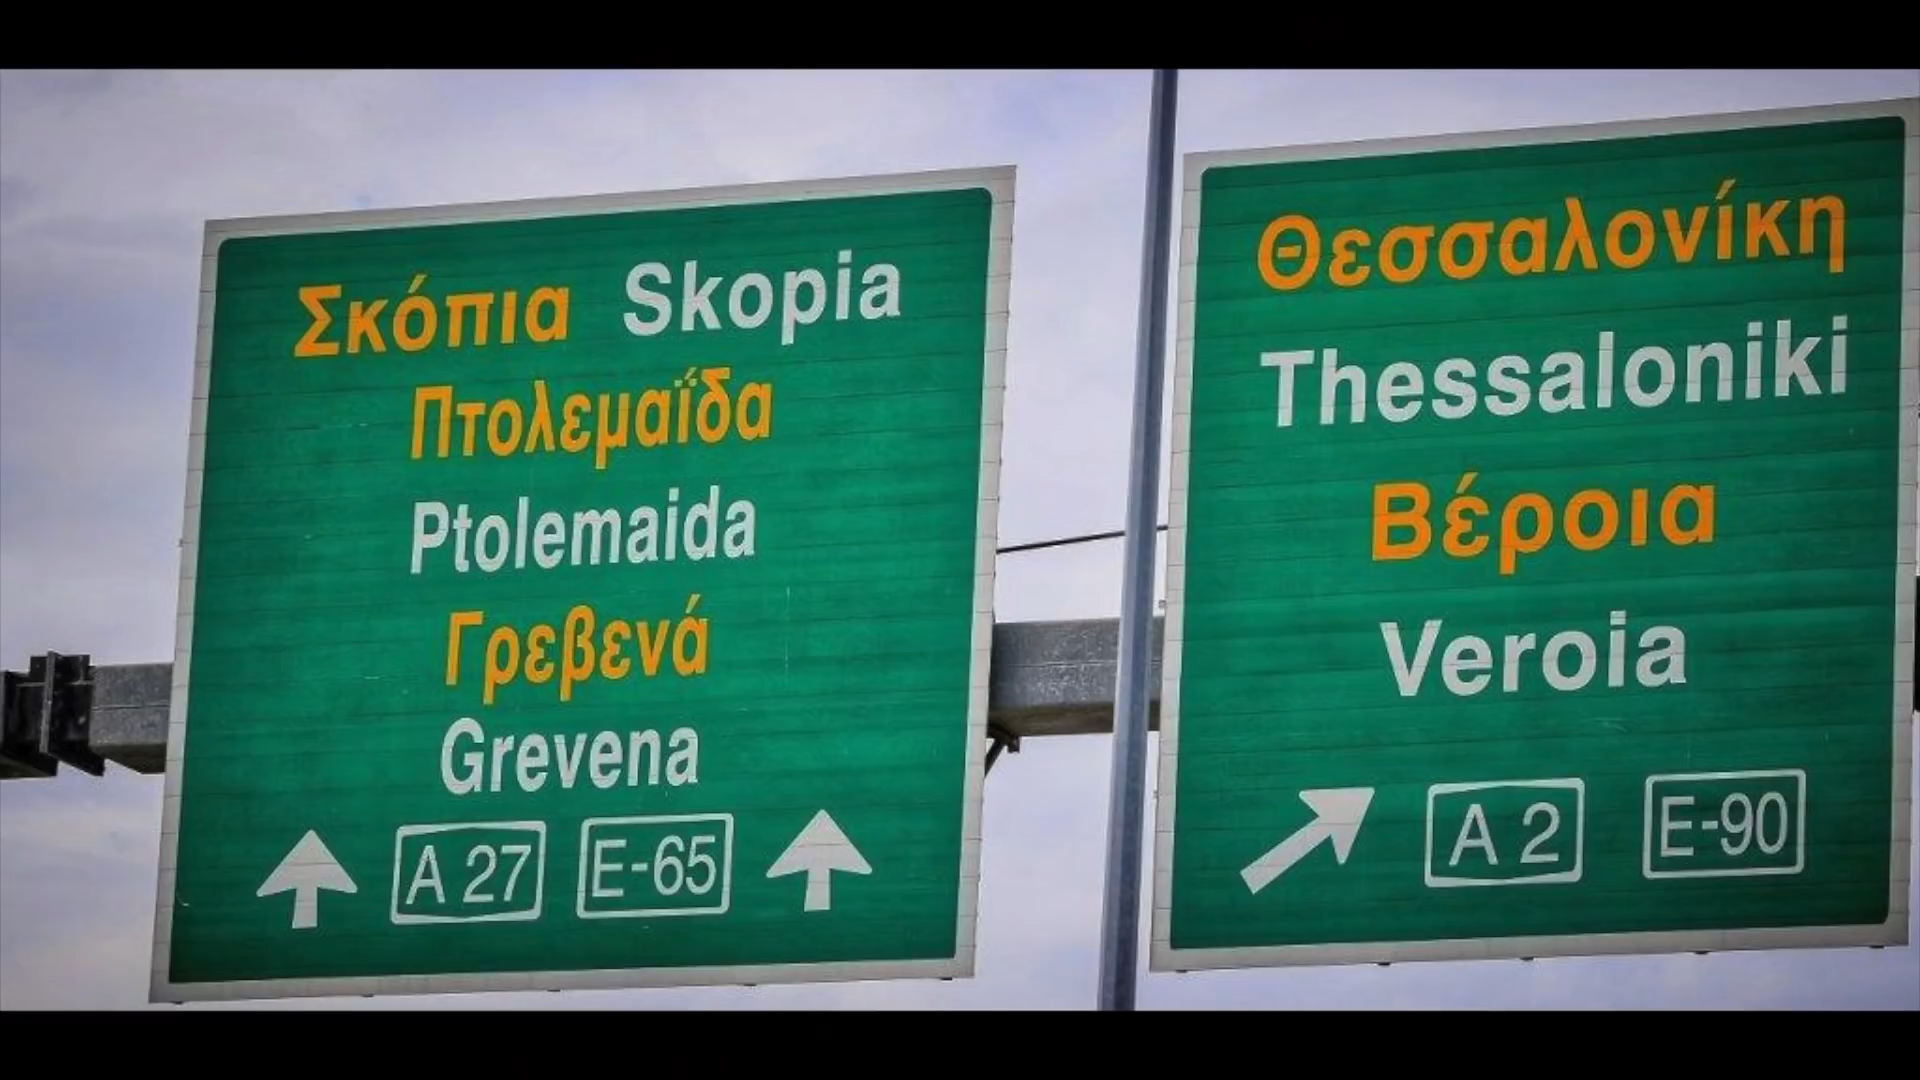 Σκόπια Skopia
Πτολεμαΐδα
Ptolemaida
Γρεβενά
Grevena
A 27 E-65
Θεσσαλονίκη
Thessaloniki
Βέροια
Veroia
A 2 E-90